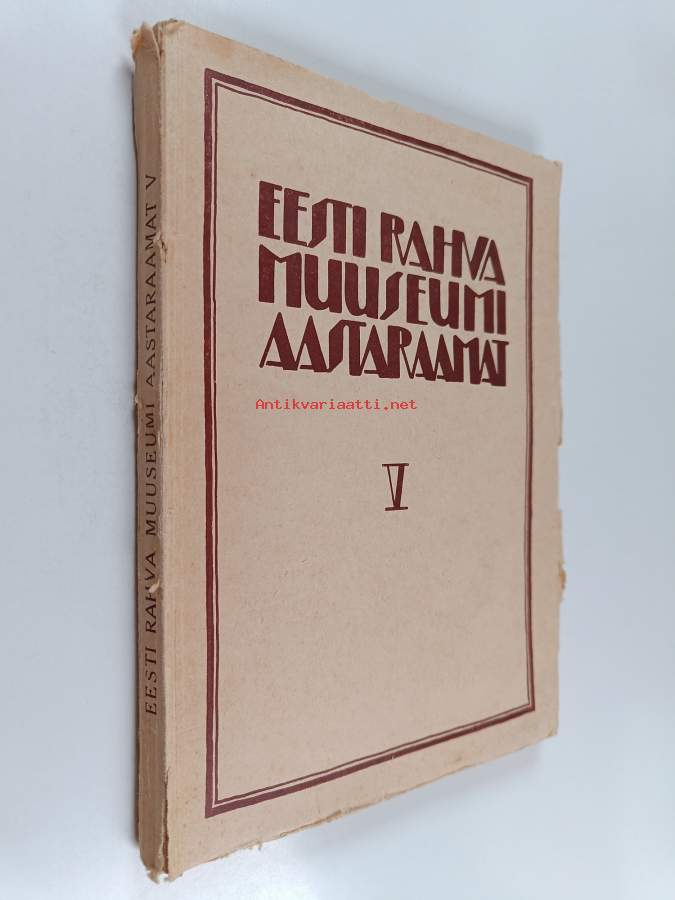 EESTI RAHVA
MUUSEUMI
AASTARAAMAT
Antikvariaatti.net
V
EESTI RAHVA MUUSEUMI AASTARAAMAT V